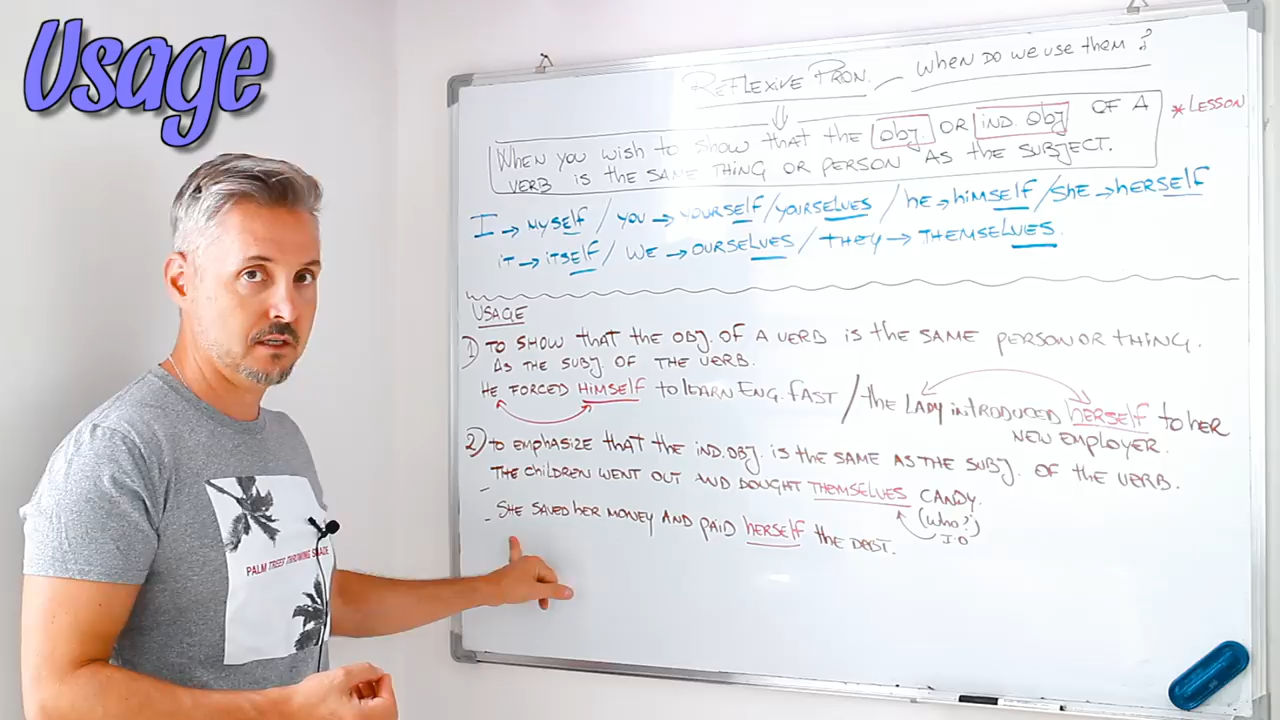 Usage
REFLEXIVE PRON. / WHEN DO WE USE THEM?
WHEN YOU WISH TO SHOW THAT THE OBJ. OR IND. OBJ OF A
VERB IS THE SAME THING OR PERSON AS THE SUBJECT.
*LESSON
I → MYSELF / YOU → YOURSELF/YOURSELVES / HE → HIMSELF / SHE → HERSELF
IT → ITSELF / WE → OURSELVES / THEY → THEMSELVES.
USAGE
1) TO SHOW THAT THE OBJ. OF A VERB IS THE SAME PERSON OR THING.
AS THE SUBJ. OF THE VERB.
HE FORCED HIMSELF TO LEARN ENG. FAST / THE LADY INTRODUCED HERSELF TO HER
NEW EMPLOYER.
2) TO EMPHASIZE THAT THE IND. OBJ. IS THE SAME AS THE SUBJ. OF THE VERB.
- THE CHILDREN WENT OUT AND BOUGHT THEMSELVES CANDY.
(WHO?)
I.O
- SHE SAVED HER MONEY AND PAID HERSELF THE DEBT.
PALM TREES THROWING SHADE